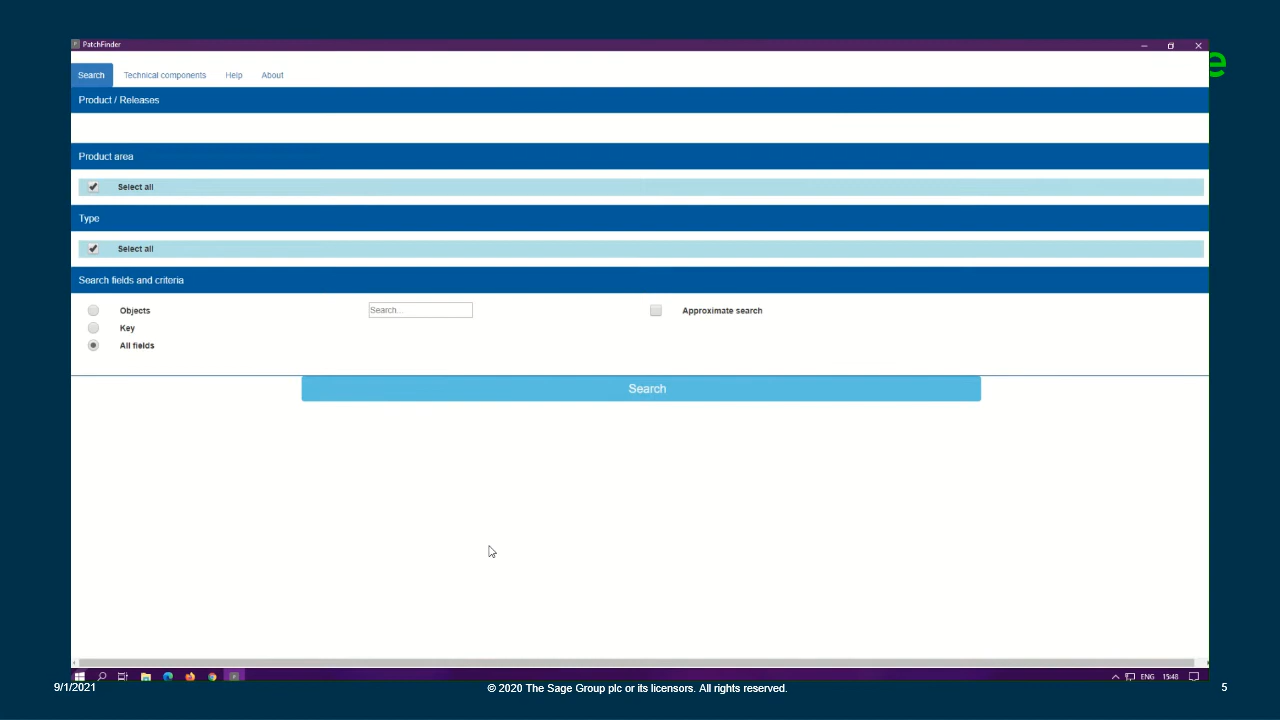 PatchFinder
Search Technical components Help About
Product / Releases
Product area
Select all
Type
Select all
Search fields and criteria
Objects Search... Approximate search
Key
All fields
Search
ENG 15:48
9/1/2021 © 2020 The Sage Group plc or its licensors. All rights reserved. 5